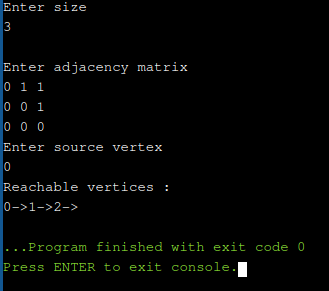 Enter size
3
Enter adjacency matrix
0 1 1
0 0 1
0 0 0
Enter source vertex
0
Reachable vertices :
0->1->2->
...Program finished with exit code 0
Press ENTER to exit console.